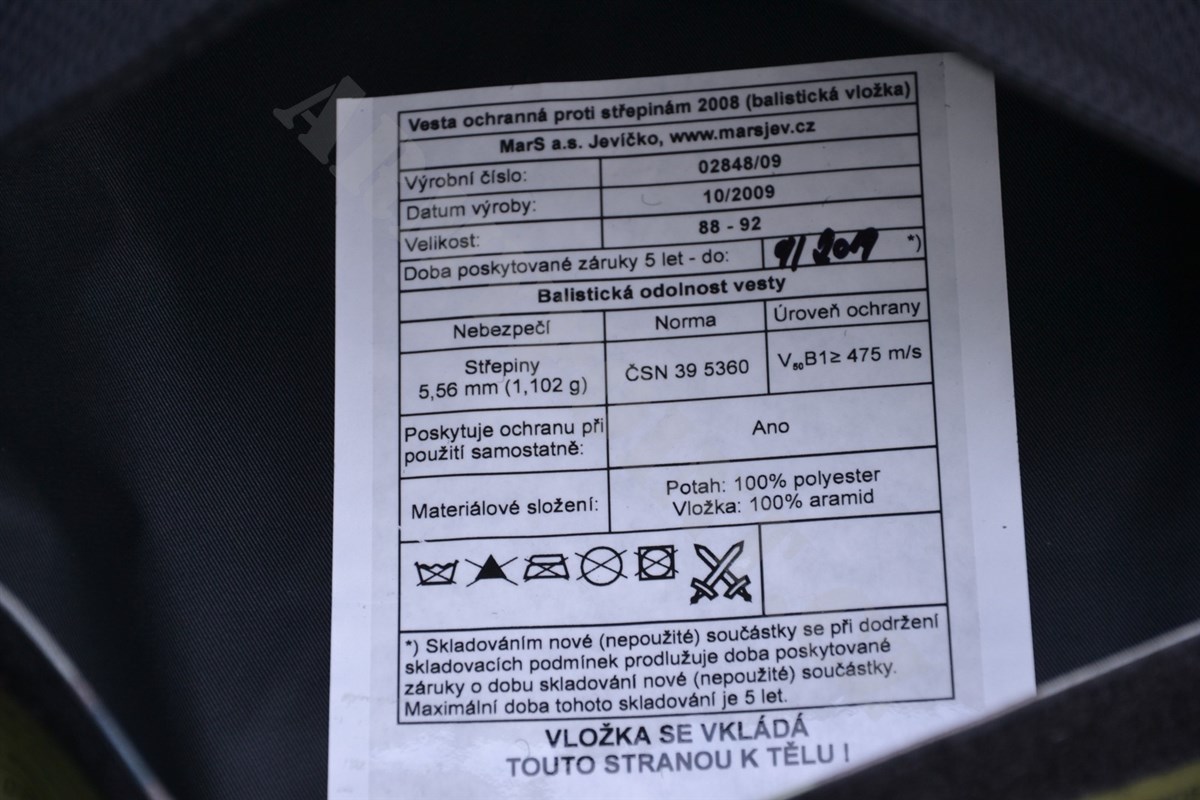 Vesta ochranná proti střepinám 2008 (balistická vložka)
MarS a.s. Jevíčko, www.marsjev.cz
Výrobní číslo: 02848/09
Datum výroby: 10/2009
Velikost: 88 - 92
Doba poskytované záruky 5 let - do: 9/2019 *)
Balistická odolnost vesty
Nebezpečí Norma Úroveň ochrany
Střepiny
5,56 mm (1,102 g) ČSN 39 5360 V50B1≥ 475 m/s
Poskytuje ochranu při
použití samostatně: Ano
Materiálové složení: Potah: 100% polyester
Vložka: 100% aramid
*) Skladováním nové (nepoužité) součástky se při dodržení
skladovacích podmínek prodlužuje doba poskytované
záruky o dobu skladování nové (nepoužité) součástky.
Maximální doba tohoto skladování je 5 let.
VLOŽKA SE VKLÁDÁ
TOUTO STRANOU K TĚLU !